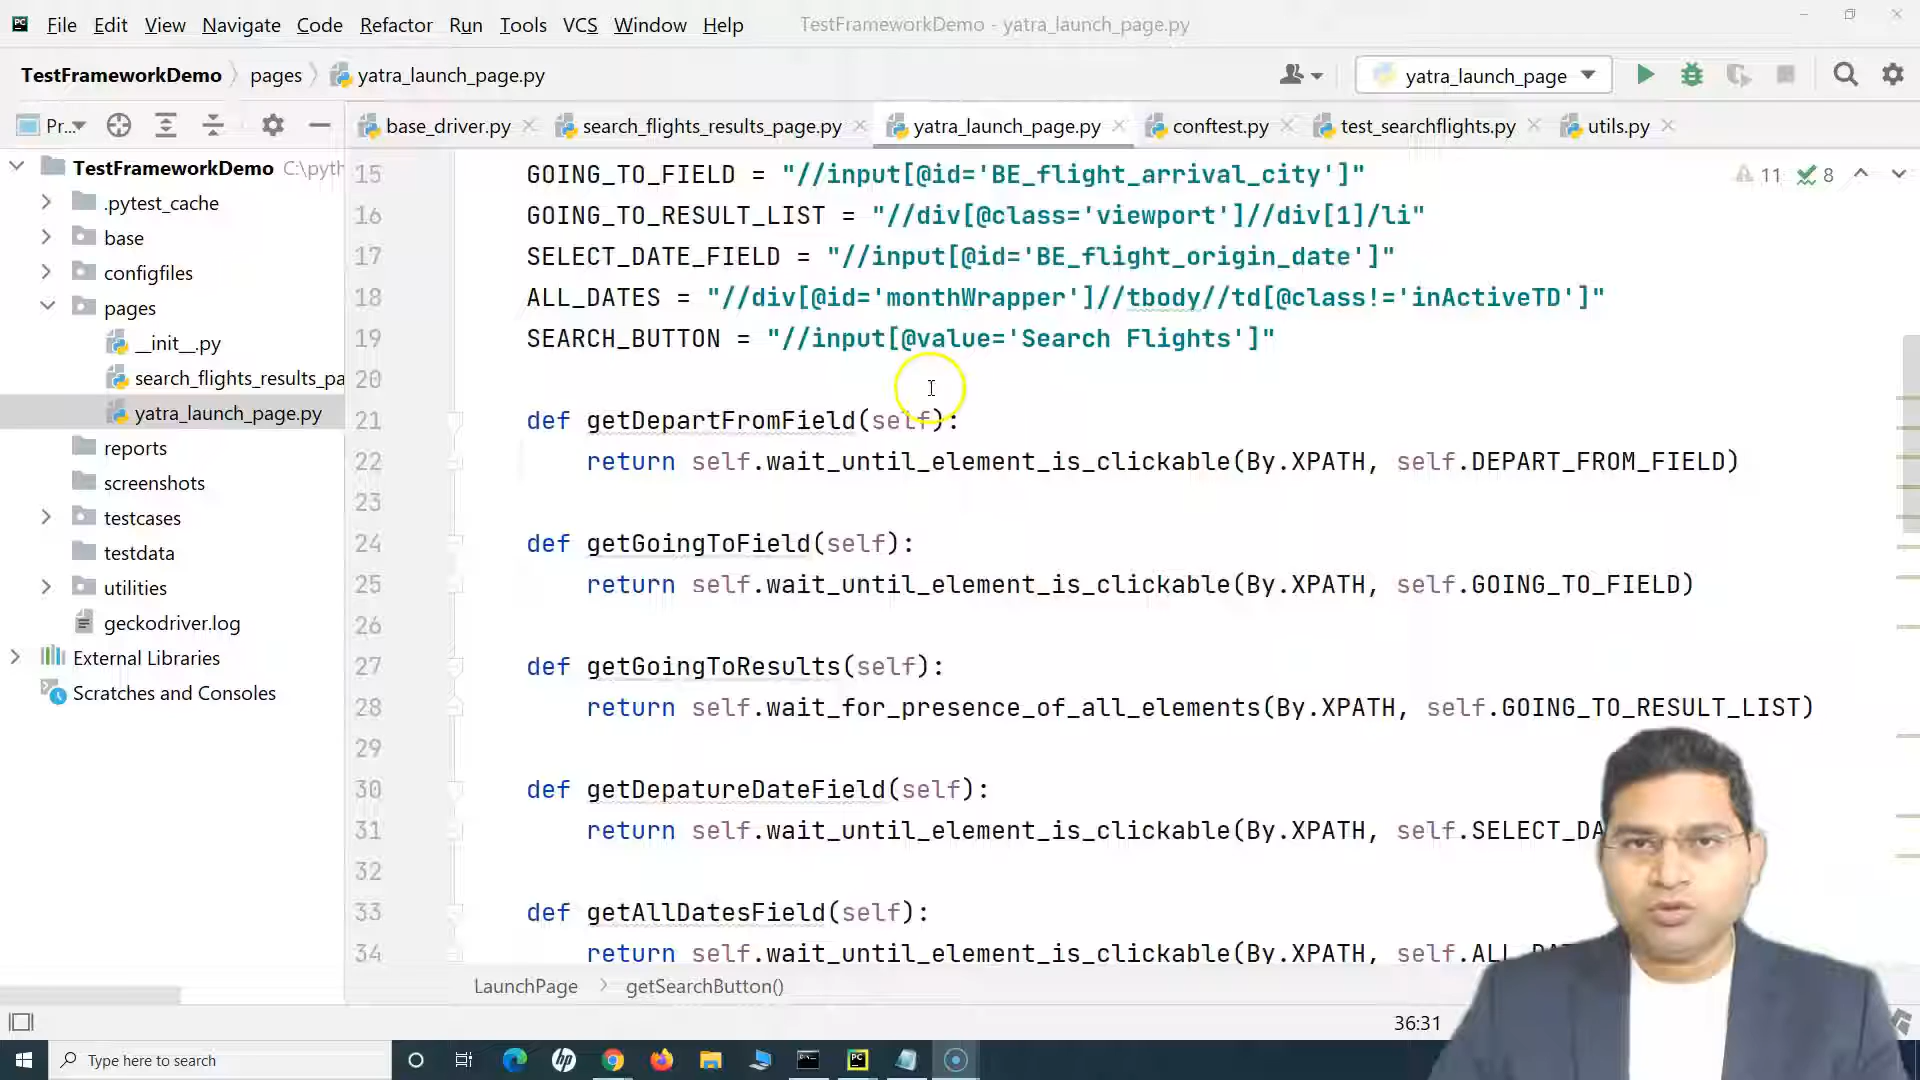 File Edit View Navigate Code Refactor Run Tools VCS Window Help TestFrameworkDemo - yatra_launch_page.py
TestFrameworkDemo pages yatra_launch_page.py yatra_launch_page
Pr... base_driver.py search_flights_results_page.py yatra_launch_page.py conftest.py test_searchflights.py utils.py
TestFrameworkDemo C:\pyth
.pytest_cache
base
configfiles
pages
__init__.py
search_flights_results_pa
yatra_launch_page.py
reports
screenshots
testcases
testdata
utilities
geckodriver.log
External Libraries
Scratches and Consoles
11 8
15 GOING_TO_FIELD = "//input[@id='BE_flight_arrival_city']"
16 GOING_TO_RESULT_LIST = "//div[@class='viewport']//div[1]/li"
17 SELECT_DATE_FIELD = "//input[@id='BE_flight_origin_date']"
18 ALL_DATES = "//div[@id='monthWrapper']//tbody//td[@class!='inActiveTD']"
19 SEARCH_BUTTON = "//input[@value='Search Flights']"
20
21 def getDepartFromField(self):
22 return self.wait_until_element_is_clickable(By.XPATH, self.DEPART_FROM_FIELD)
23
24 def getGoingToField(self):
25 return self.wait_until_element_is_clickable(By.XPATH, self.GOING_TO_FIELD)
26
27 def getGoingToResults(self):
28 return self.wait_for_presence_of_all_elements(By.XPATH, self.GOING_TO_RESULT_LIST)
29
30 def getDepatureDateField(self):
31 return self.wait_until_element_is_clickable(By.XPATH, self.SELECT_DA
32
33 def getAllDatesField(self):
34 return self.wait_until_element_is_clickable(By.XPATH, self.ALL_DAT
LaunchPage getSearchButton()
36:31
Type here to search